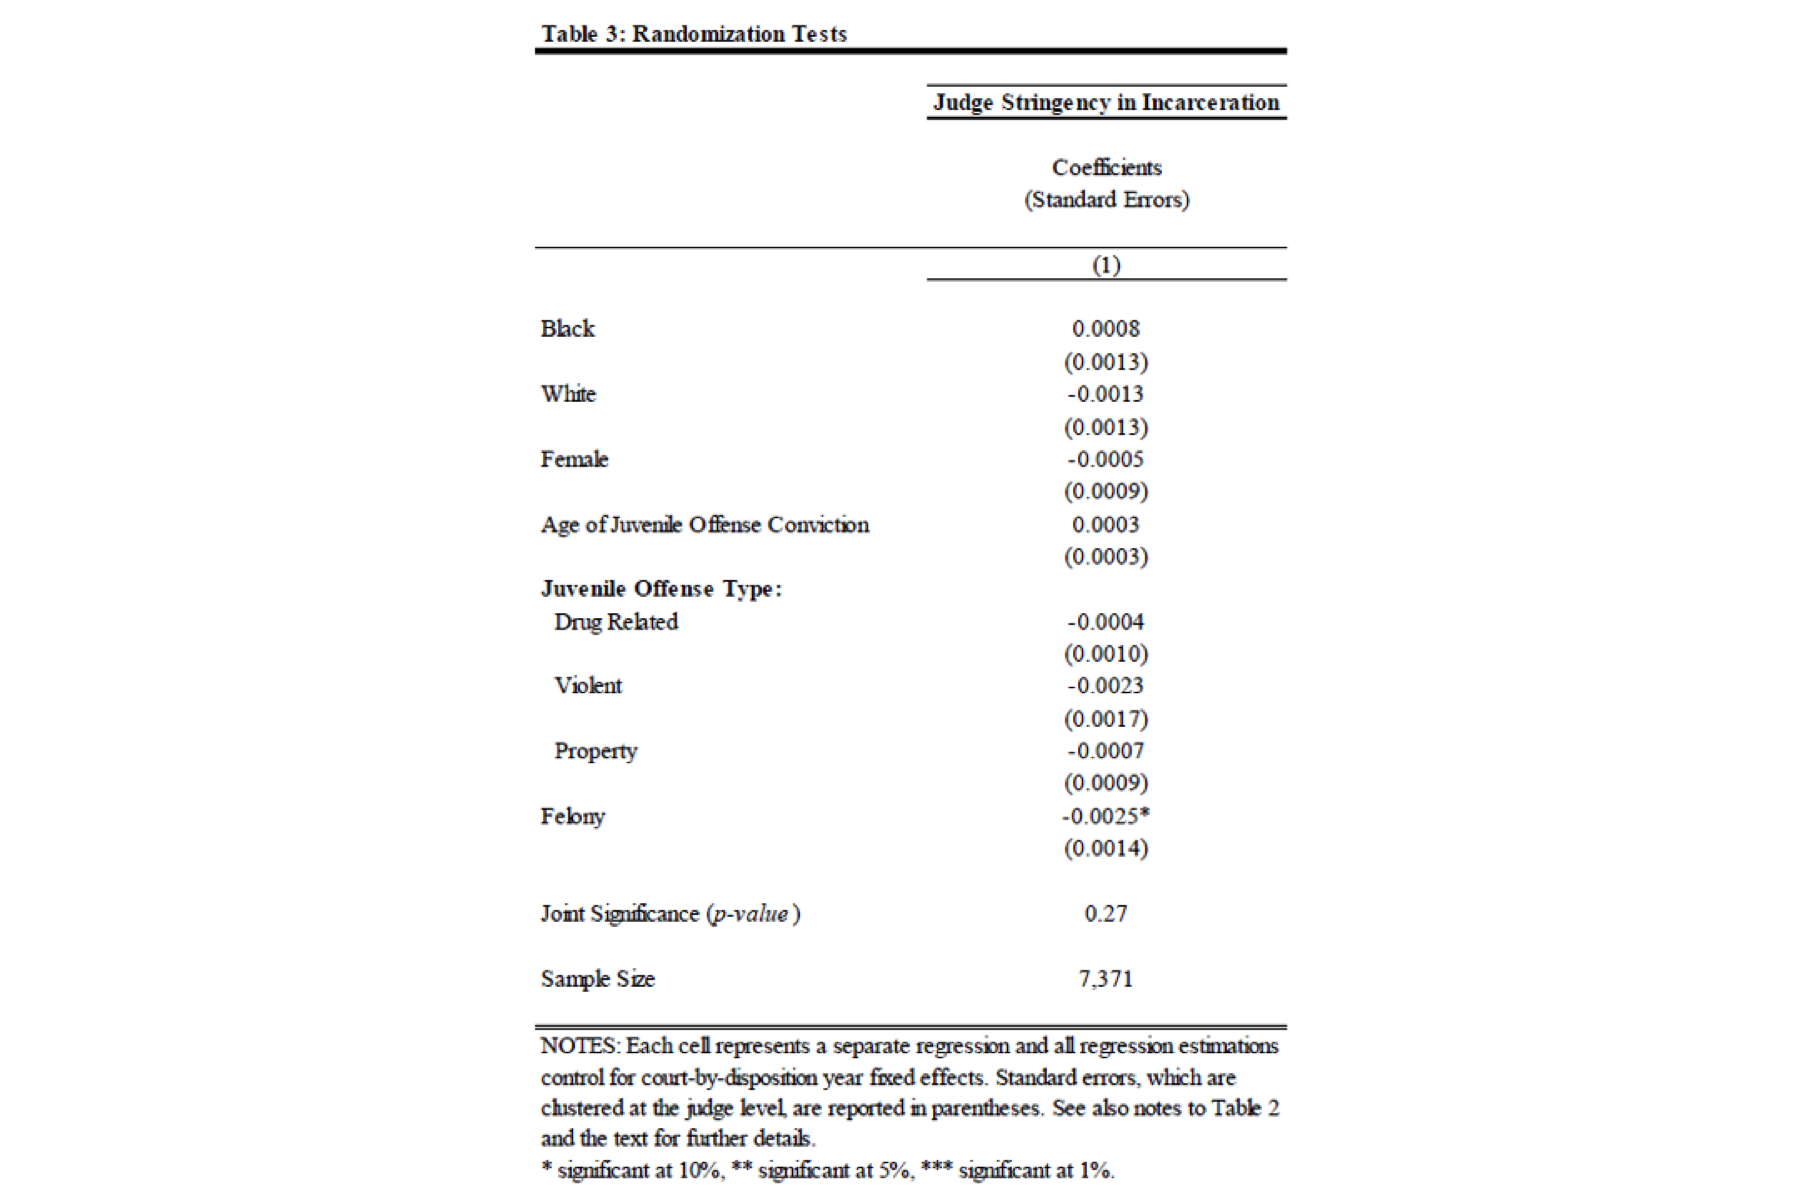 Table 3: Randomization Tests
Judge Stringency in Incarceration
Coefficients
(Standard Errors)
(1)
Black 0.0008
(0.0013)
White -0.0013
(0.0013)
Female -0.0005
(0.0009)
Age of Juvenile Offense Conviction 0.0003
(0.0003)
Juvenile Offense Type:
Drug Related -0.0004
(0.0010)
Violent -0.0023
(0.0017)
Property -0.0007
(0.0009)
Felony -0.0025*
(0.0014)
Joint Significance (p-value) 0.27
Sample Size 7,371
NOTES: Each cell represents a separate regression and all regression estimations
control for court-by-disposition year fixed effects. Standard errors, which are
clustered at the judge level, are reported in parentheses. See also notes to Table 2
and the text for further details.
* significant at 10%, ** significant at 5%, *** significant at 1%.